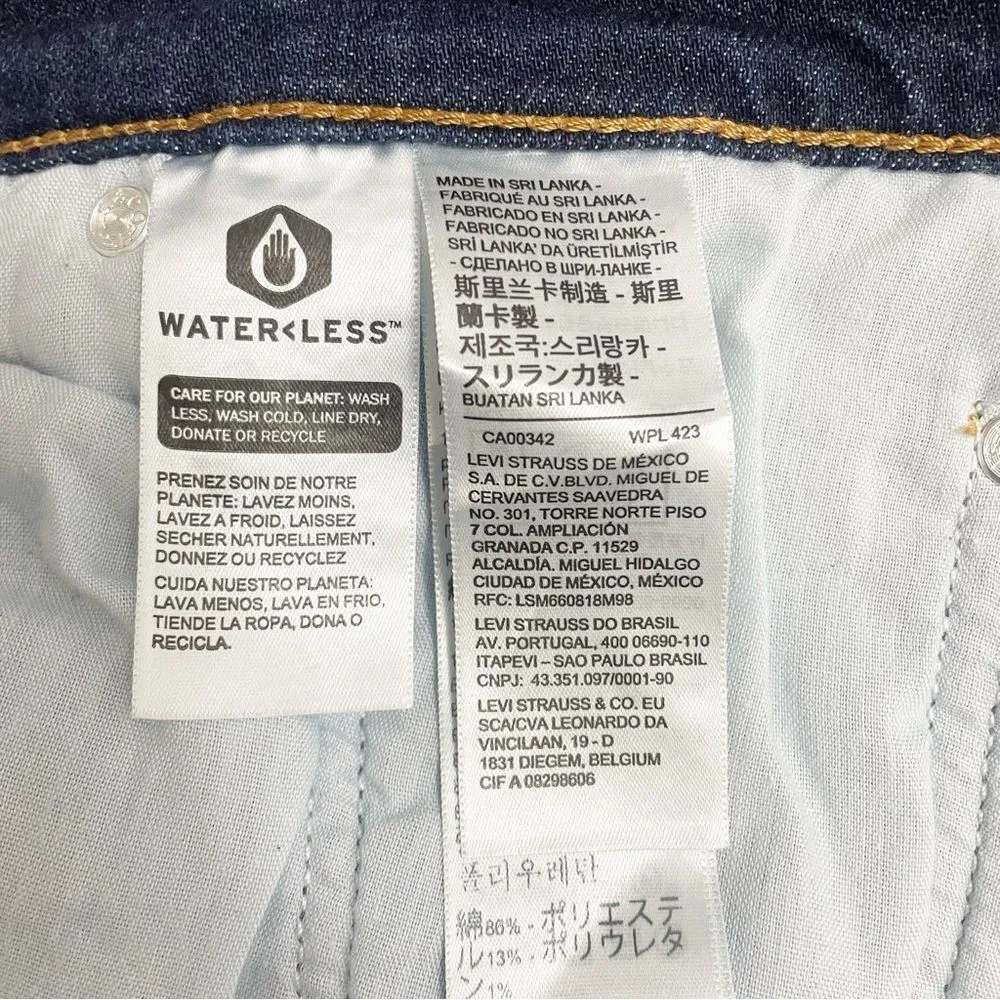 WATER<LESS™
CARE FOR OUR PLANET: WASH
LESS, WASH COLD, LINE DRY,
DONATE OR RECYCLE
PRENEZ SOIN DE NOTRE
PLANETE: LAVEZ MOINS,
LAVEZ A FROID, LAISSEZ
SECHER NATURELLEMENT,
DONNEZ OU RECYCLEZ
CUIDA NUESTRO PLANETA:
LAVA MENOS, LAVA EN FRIO,
TIENDE LA ROPA, DONA O
RECICLA.
MADE IN SRI LANKA -
FABRIQUÉ AU SRI LANKA -
FABRICADO EN SRI LANKA -
FABRICADO NO SRI LANKA -
SRİ LANKA' DA ÜRETİLMİŞTİR
- СДЕЛАНО В ШРИ-ЛАНКЕ -
斯里兰卡制造 - 斯里
蘭卡製 -
제조국:스리랑카 -
スリランカ製 -
BUATAN SRI LANKA
CA00342 WPL 423
LEVI STRAUSS DE MÉXICO
S.A. DE C.V.BLVD. MIGUEL DE
CERVANTES SAAVEDRA
NO. 301, TORRE NORTE PISO
7 COL. AMPLIACIÓN
GRANADA C.P. 11529
ALCALDÍA. MIGUEL HIDALGO
CIUDAD DE MÉXICO, MÉXICO
RFC: LSM660818M98
LEVI STRAUSS DO BRASIL
AV. PORTUGAL, 400 06690-110
ITAPEVI – SAO PAULO BRASIL
CNPJ: 43.351.097/0001-90
LEVI STRAUSS & CO. EU
SCA/CVA LEONARDO DA
VINCILAAN, 19 - D
1831 DIEGEM, BELGIUM
CIF A 08298606
폴리우레탄
綿86% - ポリエステ
ル13% - ポリウレタ
ン1%